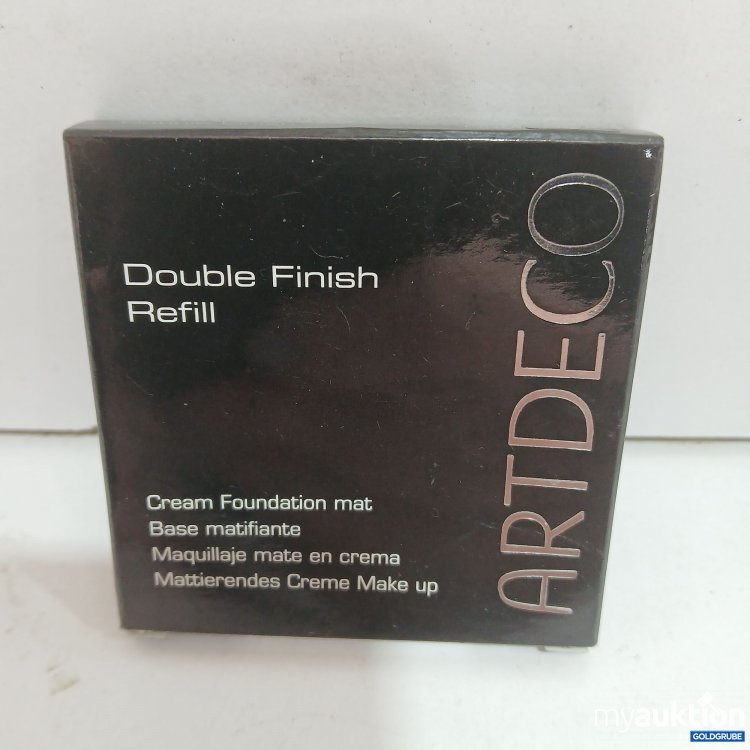 Double Finish
Refill
ARTDECO
Cream Foundation mat
Base matifiante
Maquillaje mate en crema
Mattierendes Creme Make up
myauktion
GOLDGRUBE